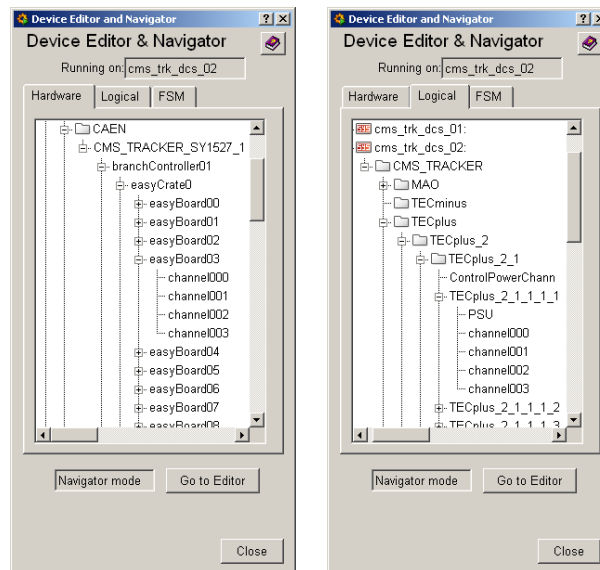 Device Editor and Navigator
Device Editor & Navigator
Running on: cms_trk_dcs_02
Hardware Logical FSM
CAEN
CMS_TRACKER_SY1527_1
branchController01
easyCrate0
easyBoard00
easyBoard01
easyBoard02
easyBoard03
channel000
channel001
channel002
channel003
easyBoard04
easyBoard05
easyBoard06
easyBoard07
easyBoard08
Navigator mode Go to Editor
Close
Device Editor and Navigator
Device Editor & Navigator
Running on: cms_trk_dcs_02
Hardware Logical FSM
cms_trk_dcs_01:
cms_trk_dcs_02:
CMS_TRACKER
MAO
TECminus
TECplus
TECplus_2
TECplus_2_1
ControlPowerChann
TECplus_2_1_1_1_1
PSU
channel000
channel001
channel002
channel003
TECplus_2_1_1_1_2
TECplus_2_1_1_1_3
Navigator mode Go to Editor
Close